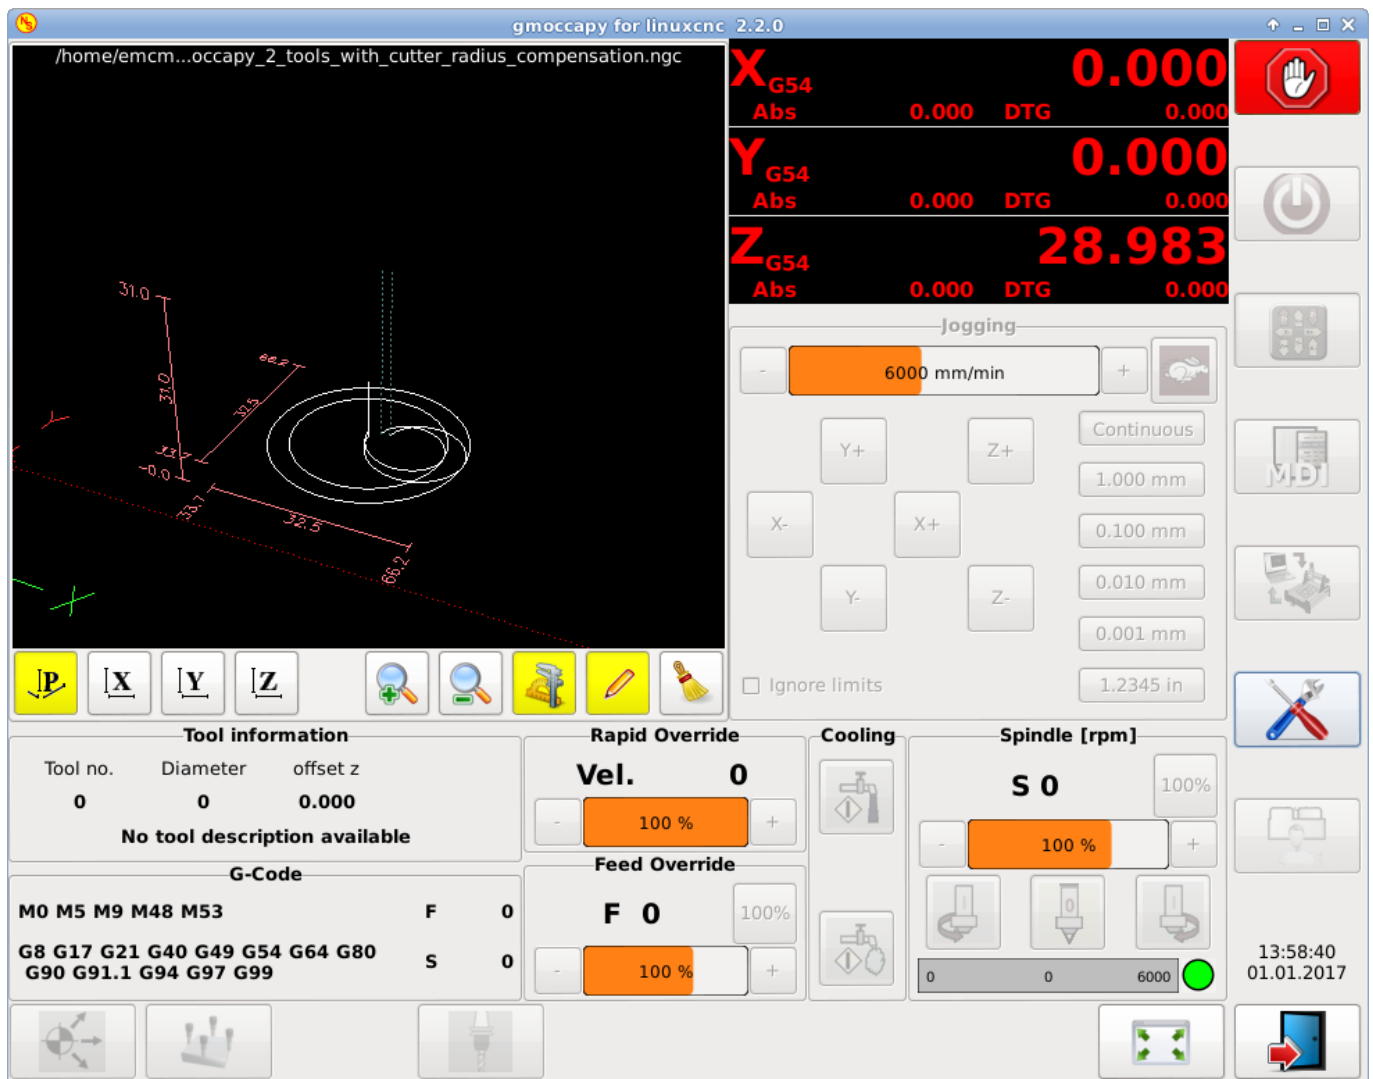 gmoccapy for linuxcnc 2.2.0
/home/emcm...occapy_2_tools_with_cutter_radius_compensation.ngc
X G54 0.000
Abs 0.000 DTG 0.000
Y G54 0.000
Abs 0.000 DTG 0.000
Z G54 28.983
Abs 0.000 DTG 0.000
31.0
31.0
-0.0
66.2
32.5
33.7
33.7
32.5
66.2
Y
X
Jogging
- 6000 mm/min +
Y+ Z+
X- X+
Y- Z-
Continuous
1.000 mm
0.100 mm
0.010 mm
0.001 mm
1.2345 in
Ignore limits
MDI
P X Y Z
Tool information
Tool no. Diameter offset z
0 0 0.000
No tool description available
G-Code
M0 M5 M9 M48 M53 F 0
G8 G17 G21 G40 G49 G54 G64 G80
G90 G91.1 G94 G97 G99
S 0
Rapid Override
Vel. 0
- 100 % +
Feed Override
F 0 100%
- 100 % +
Cooling
Spindle [rpm]
S 0 100%
- 100 % +
0
0 0 6000
13:58:40
01.01.2017